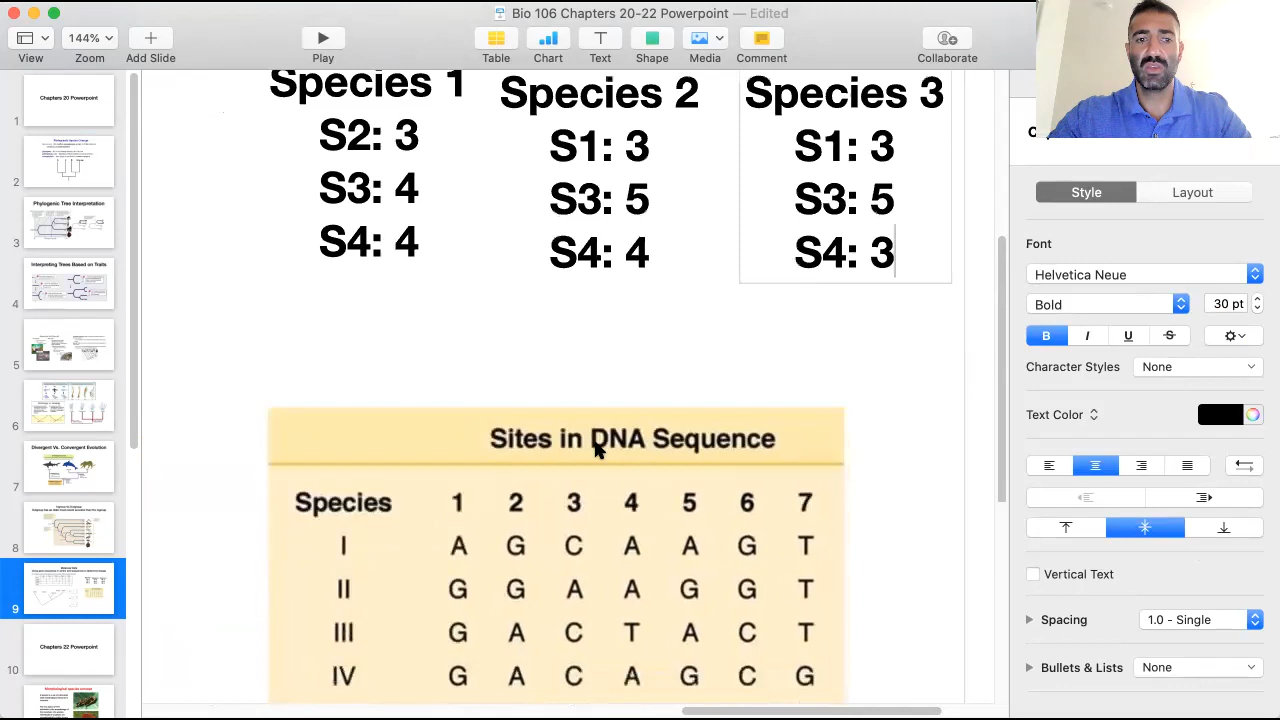 Bio 106 Chapters 20-22 Powerpoint — Edited
144%
View
Zoom
Add Slide
Play
Table
Chart
Text
Shape
Media
Comment
Collaborate
Chapters 20 Powerpoint
1
2
Phylogenic Tree Interpretation
3
Interpreting Trees Based on Traits
4
5
6
Divergent Vs. Convergent Evolution
7
8
9
Chapters 22 Powerpoint
10
Morphological species concept
Species 1
S2: 3
S3: 4
S4: 4
Species 2
S1: 3
S3: 5
S4: 4
Species 3
S1: 3
S3: 5
S4: 3
Sites in DNA Sequence
Species 1 2 3 4 5 6 7
I A G C A A G T
II G G A A G G T
III G A C T A C T
IV G A C A G C G
Style
Layout
Font
Helvetica Neue
Bold
30 pt
B I U S
Character Styles
None
Text Color
Vertical Text
Spacing
1.0 - Single
Bullets & Lists
None